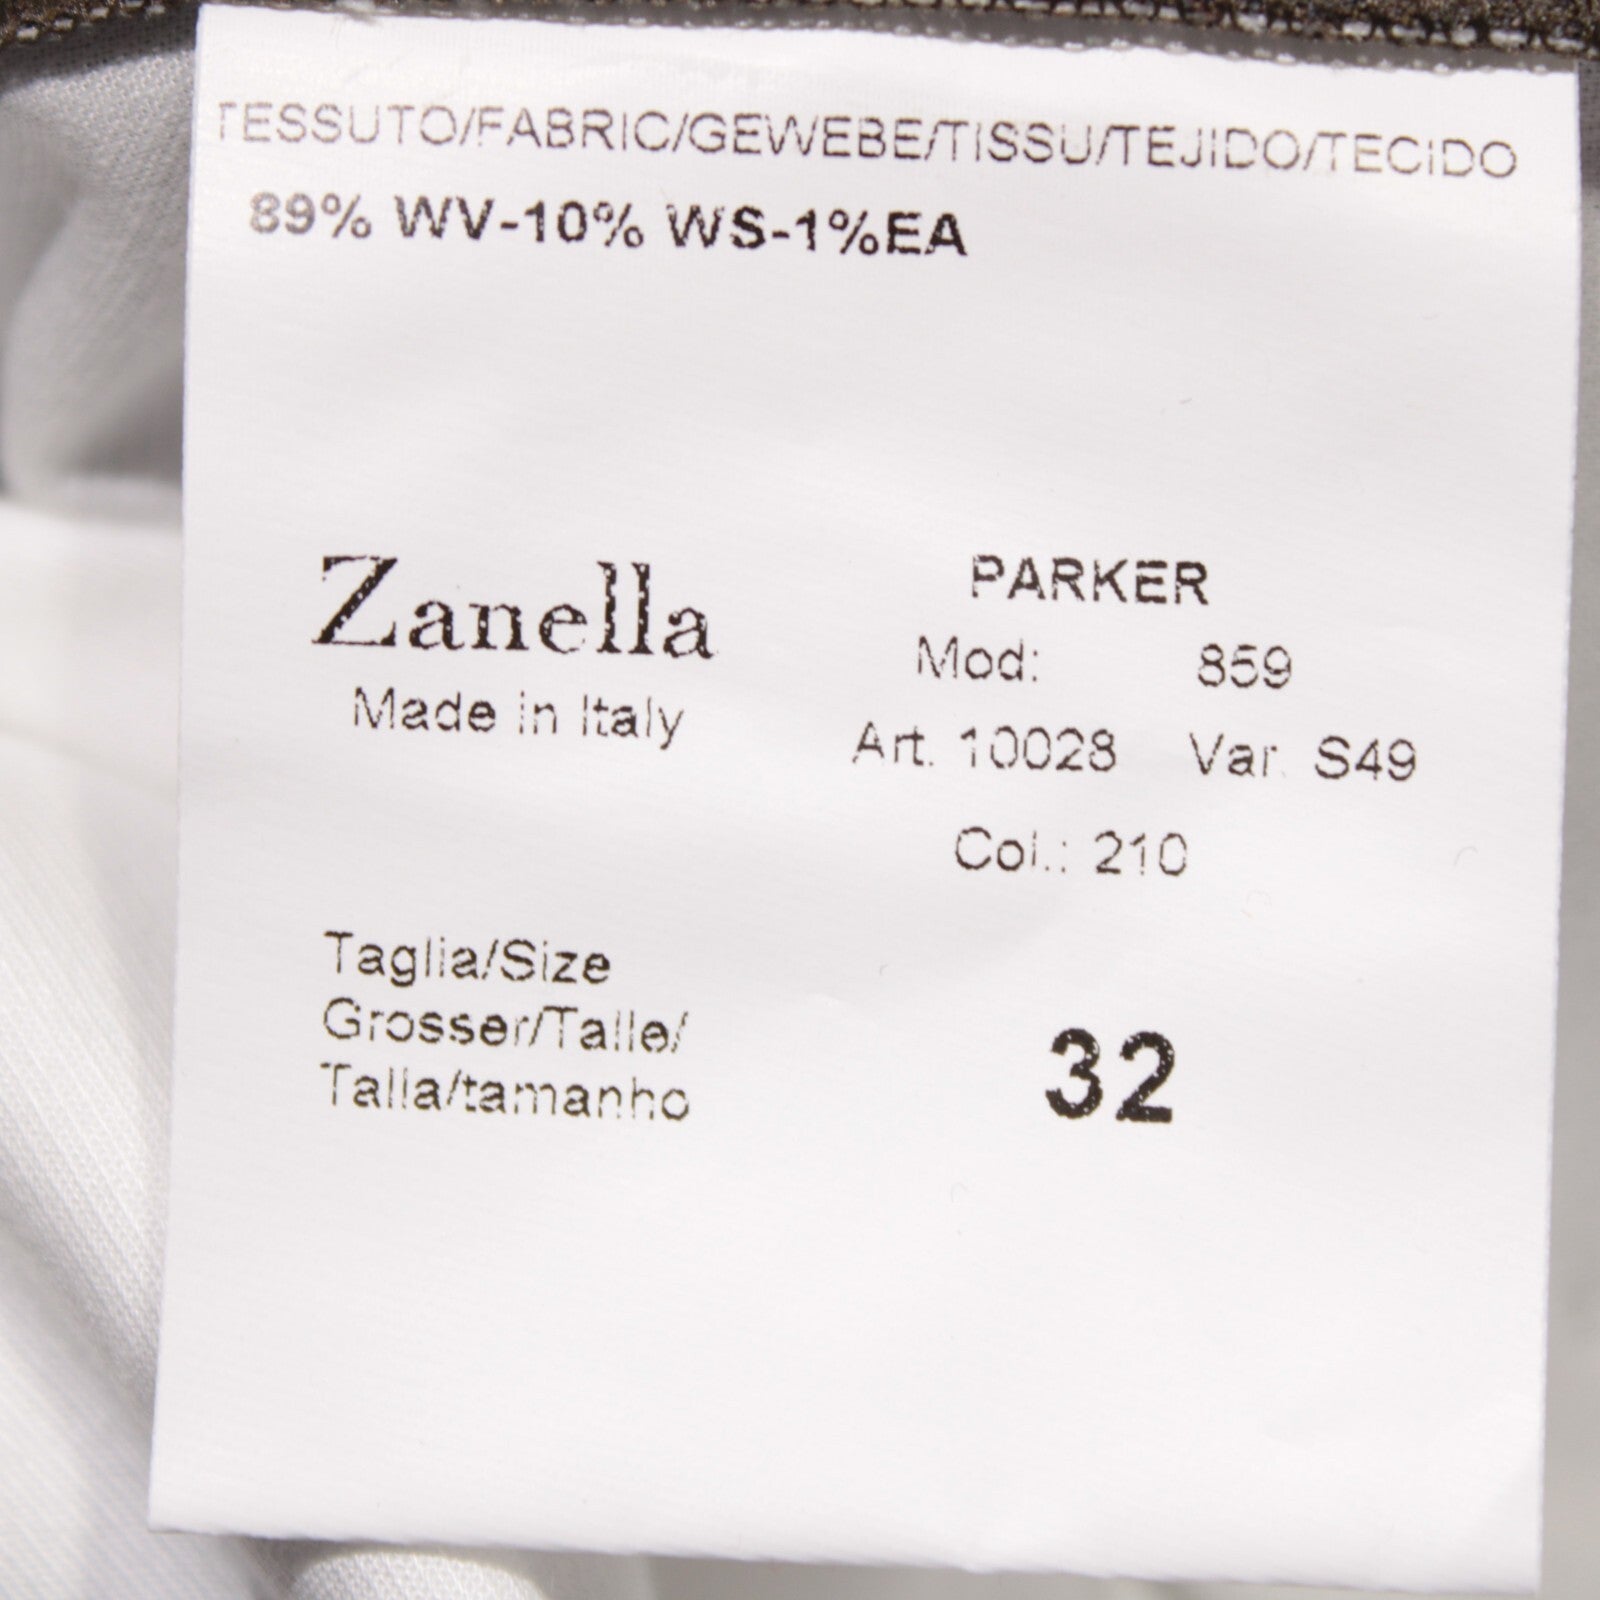 TESSUTO/FABRIC/GEWEBE/TISSU/TEJIDO/TECIDO
89% WV-10% WS-1%EA
Zanella
Made in Italy
PARKER
Mod: 859
Art. 10028 Var. S49
Col.: 210
Taglia/Size
Grosser/Talle/
Talla/tamanho
32